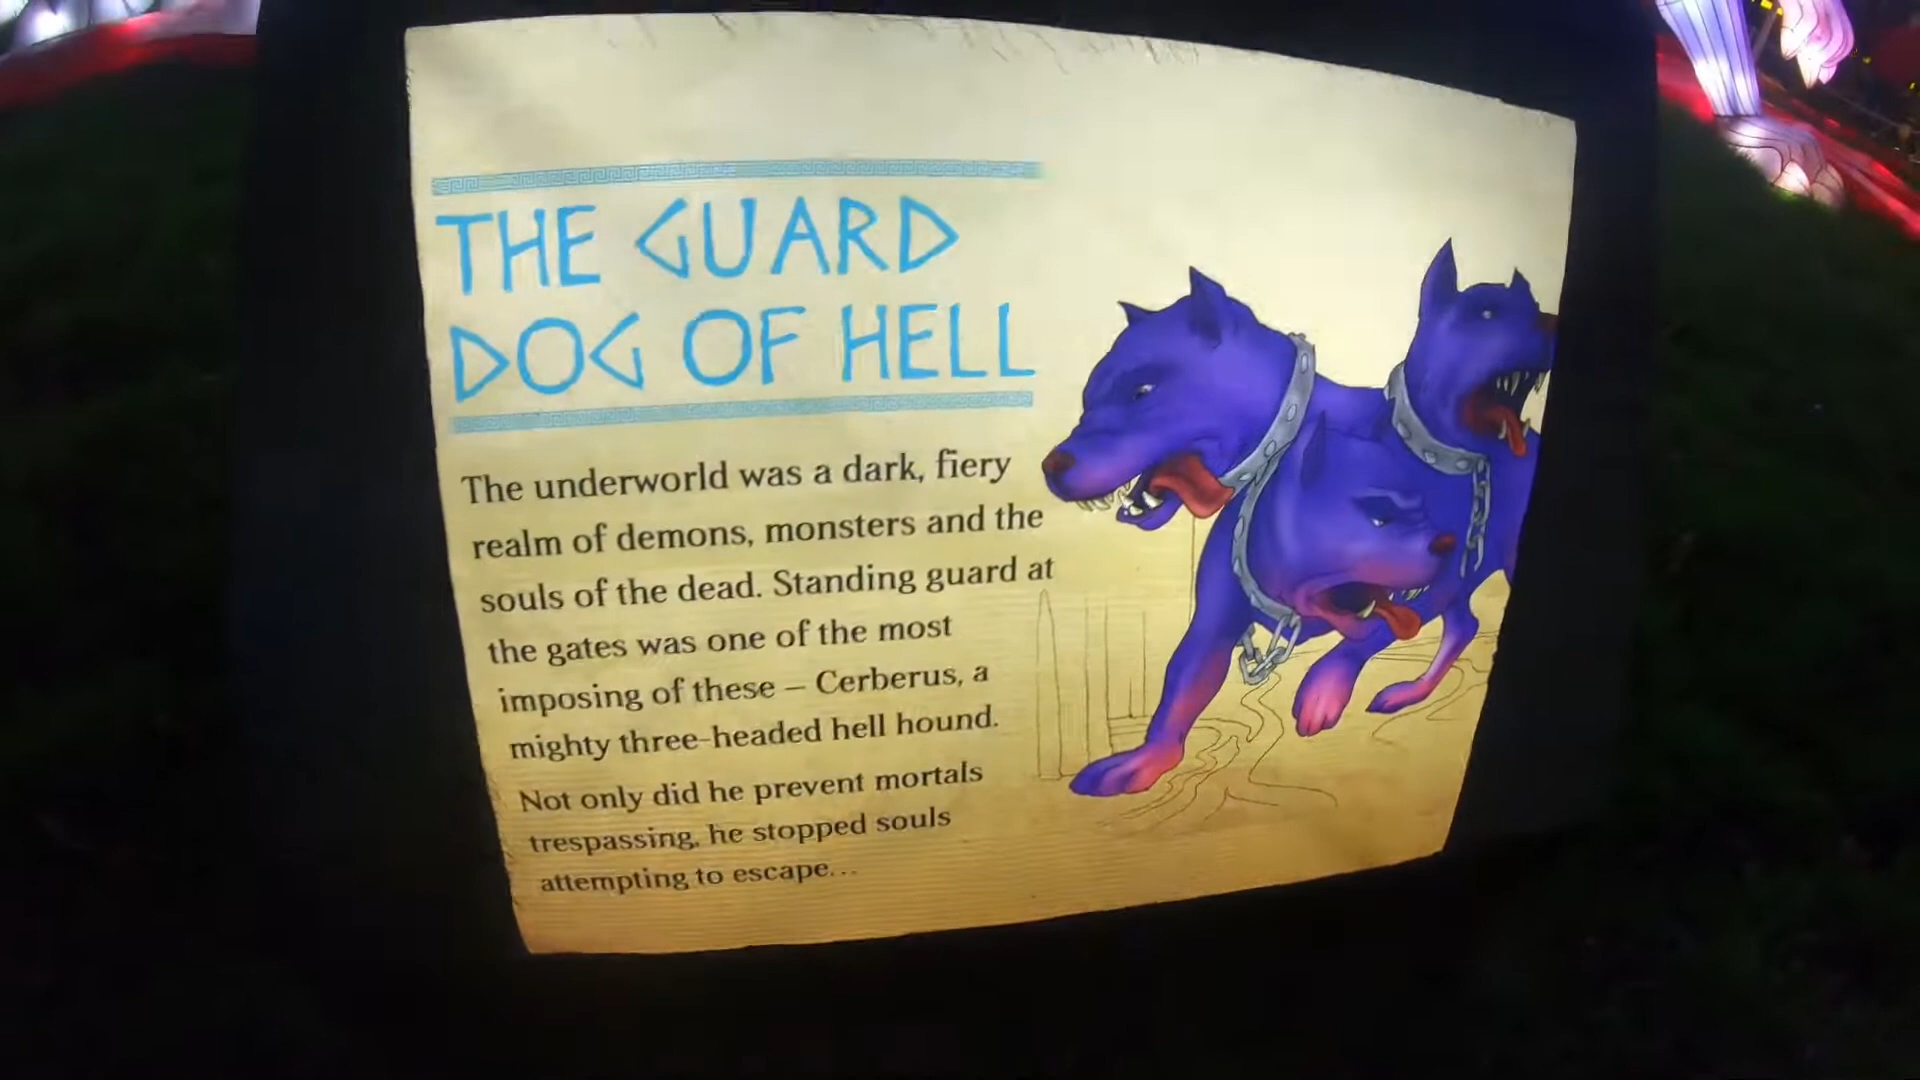 THE GUARD
DOG OF HELL
The underworld was a dark, fiery
realm of demons, monsters and the
souls of the dead. Standing guard at
the gates was one of the most
imposing of these – Cerberus, a
mighty three-headed hell hound.
Not only did he prevent mortals
trespassing, he stopped souls
attempting to escape...